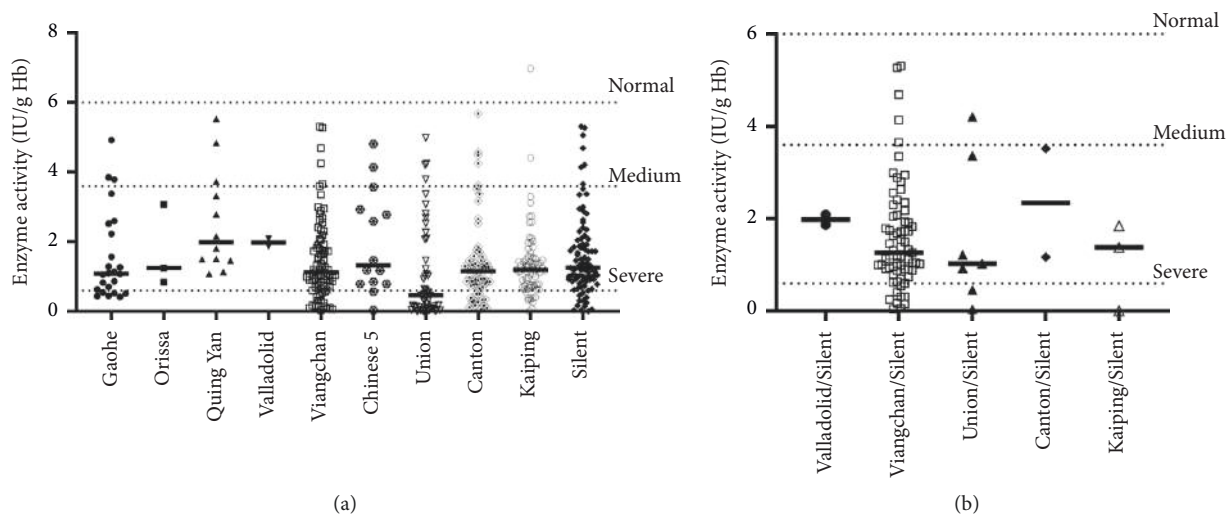 Enzyme activity (IU/g Hb)
8
6
4
2
0
Normal
Medium
Severe
Gaohe
Orissa
Quing Yan
Valladolid
Viangchan
Chinese 5
Union
Canton
Kaiping
Silent
(a)
Enzyme activity (IU/g Hb)
6
4
2
0
Normal
Medium
Severe
Valladolid/Silent
Viangchan/Silent
Union/Silent
Canton/Silent
Kaiping/Silent
(b)